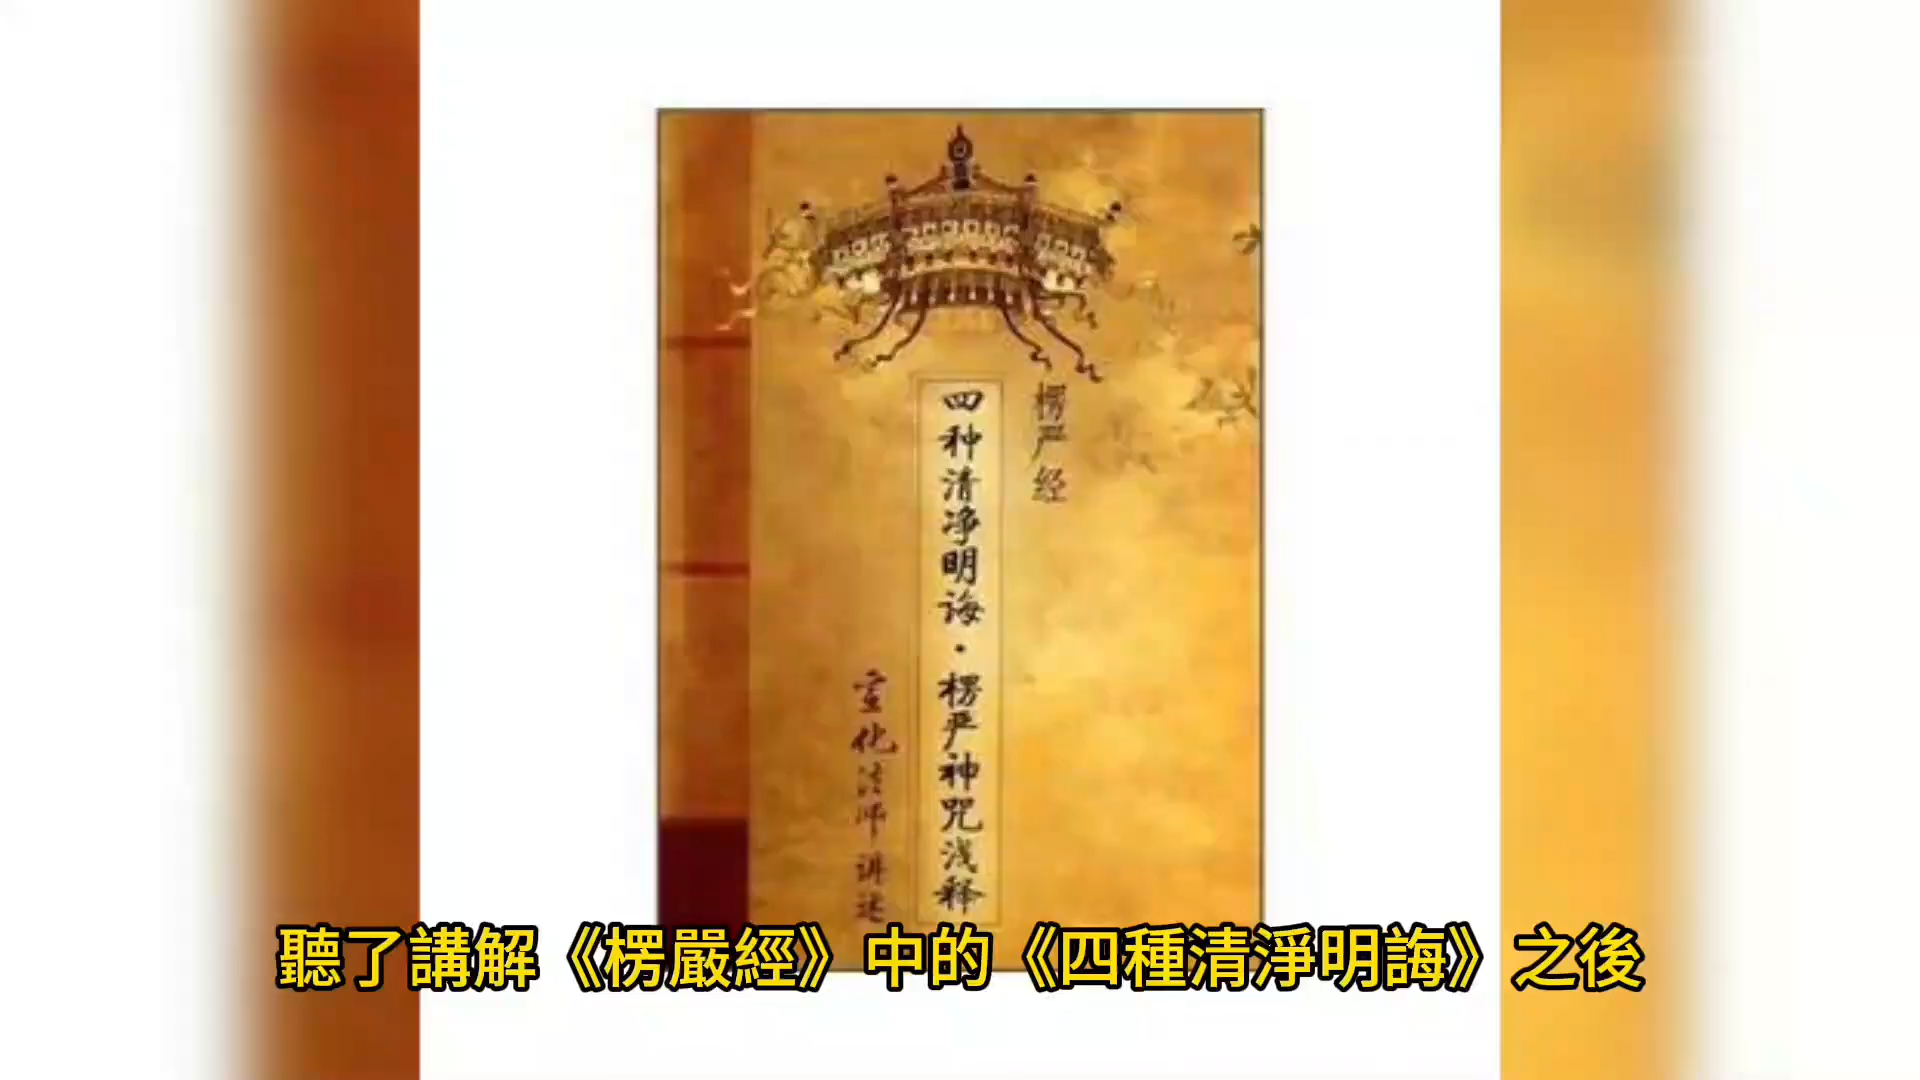 楞严经
四种清净明诲·楞严神咒浅释
宣化法师讲述
聽了講解《楞嚴經》中的《四種清淨明誨》之後